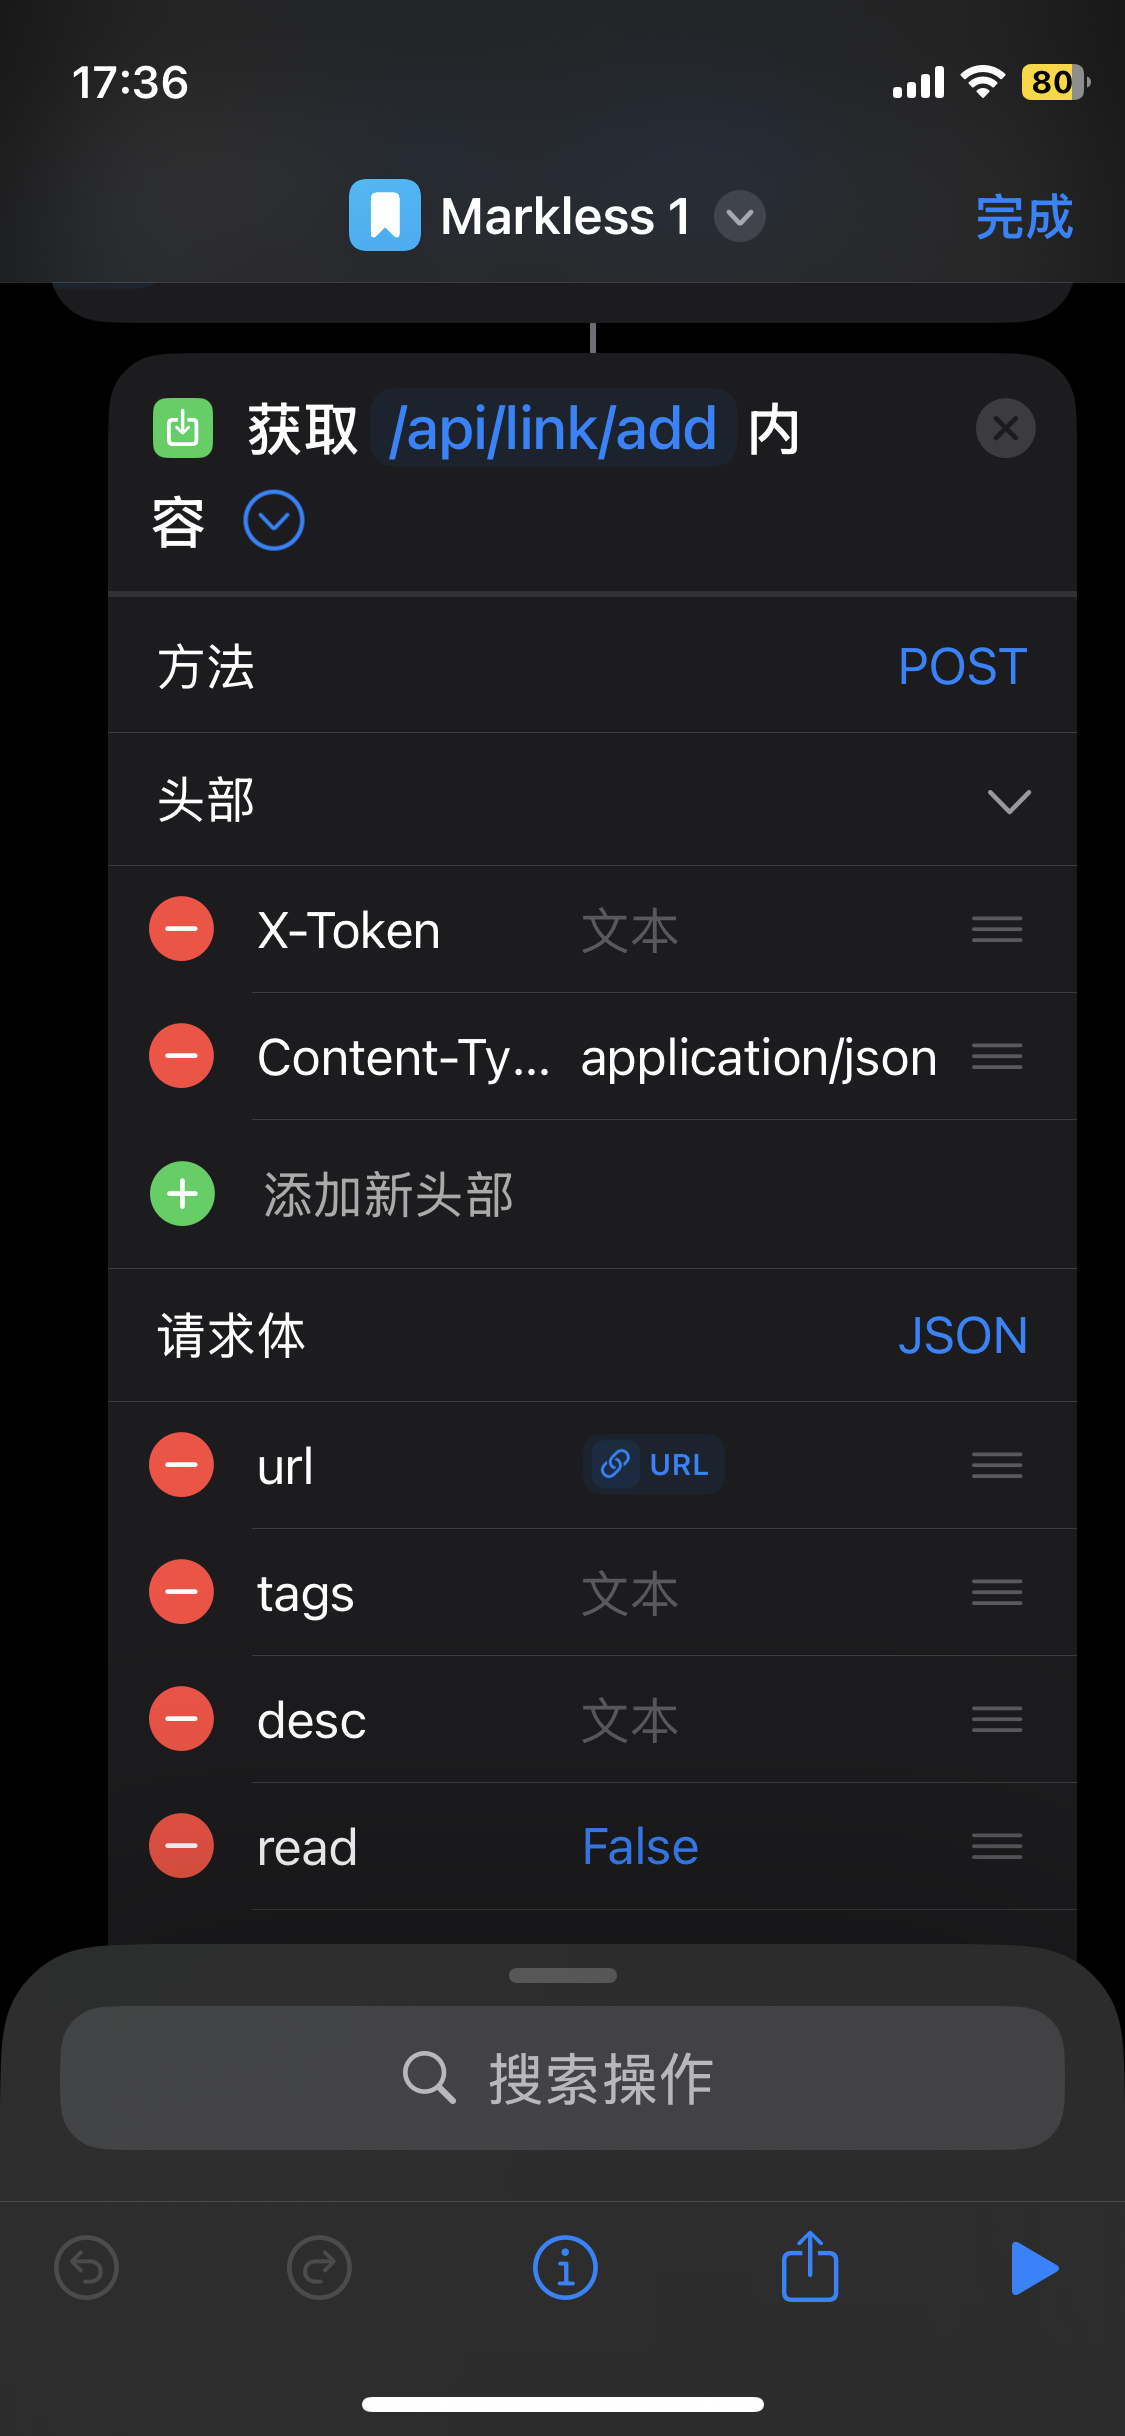 17:36
80
Markless 1
完成
获取 /api/link/add 内
容
方法 POST
头部
X-Token 文本
Content-Ty... application/json
添加新头部
请求体 JSON
url URL
tags 文本
desc 文本
read False
搜索操作